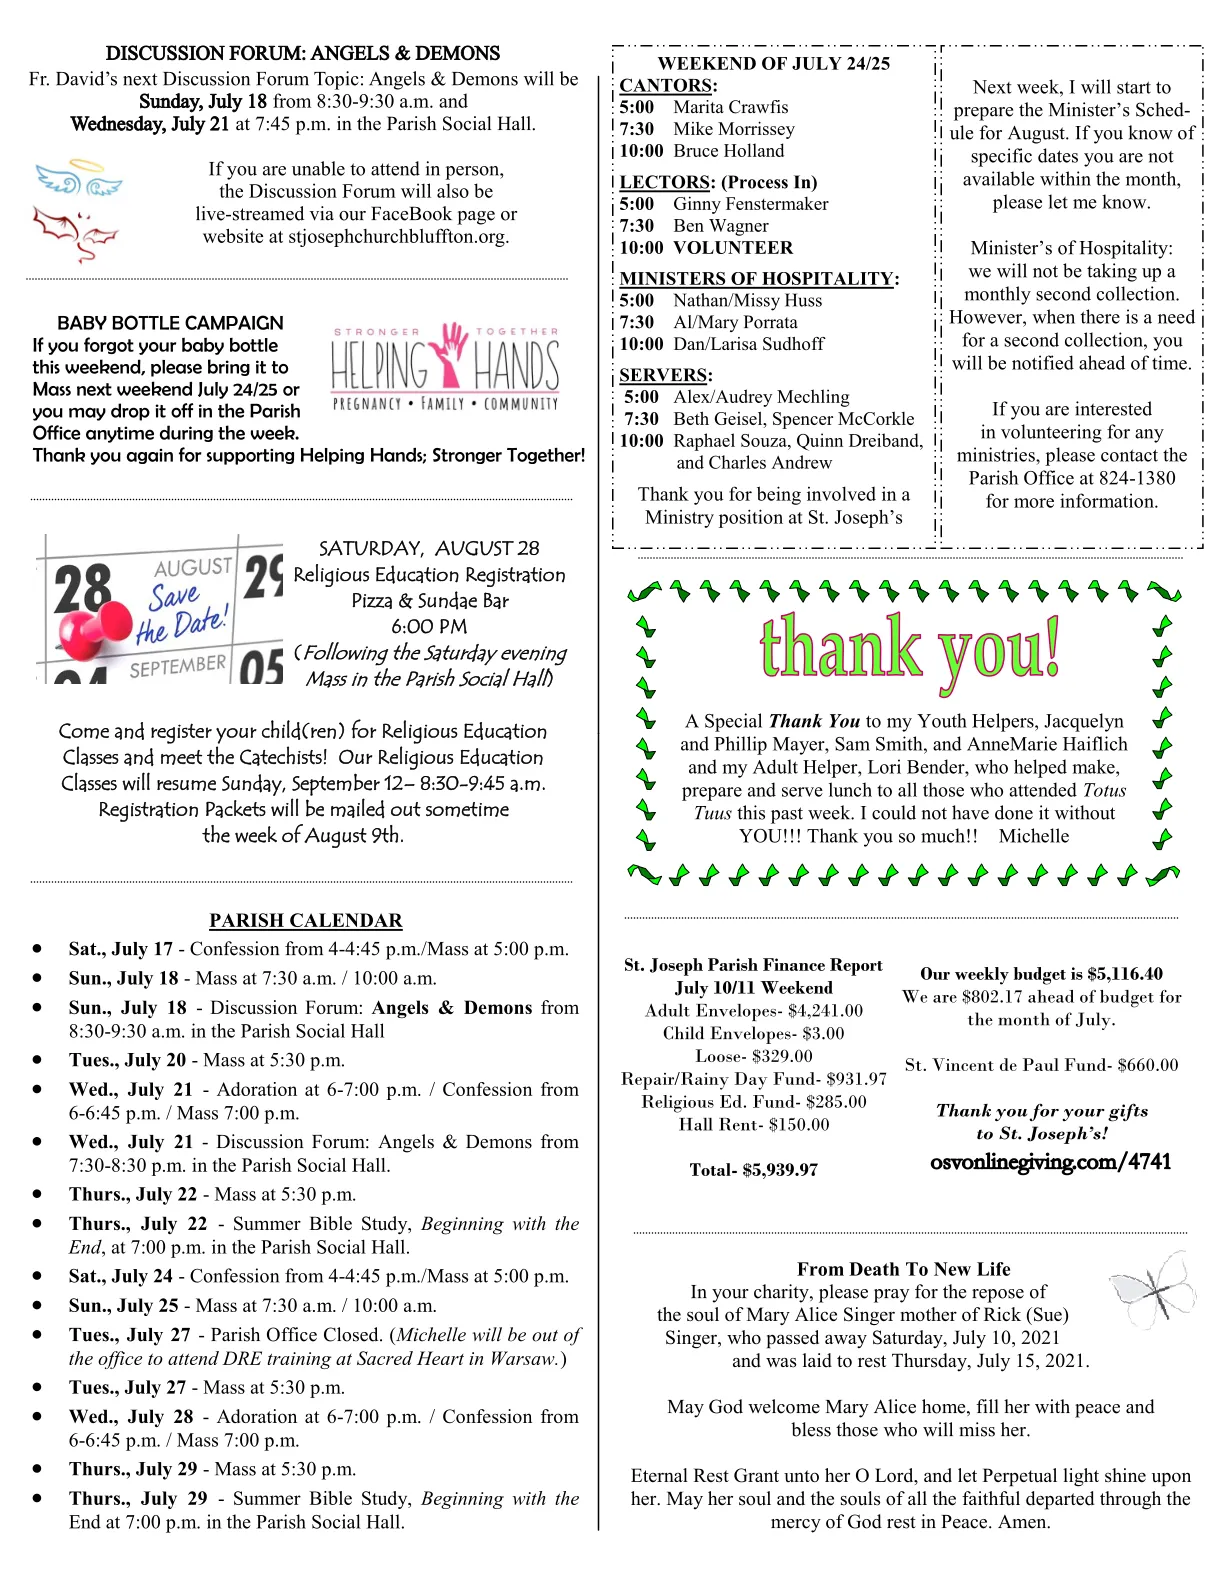 DISCUSSION FORUM: ANGELS & DEMONS
Fr. David's next Discussion Forum Topic: Angels & Demons will be
Sunday, July 18 from 8:30-9:30 a.m. and
Wednesday, July 21 at 7:45 p.m. in the Parish Social Hall.
If you are unable to attend in person,
the Discussion Forum will also be
live-streamed via our FaceBook page or
website at stjosephchurchbluffton.org.
BABY BOTTLE CAMPAIGN
If you forgot your baby bottle
this weekend, please bring it to
Mass next weekend July 24/25 or
you may drop it off in the Parish
Office anytime during the week.
Thank you again for supporting Helping Hands; Stronger Together!
STRONGER TOGETHER
HELPING HANDS
PREGNANCY • FAMILY • COMMUNITY
28 AUGUST 29
Save
the Date!
SEPTEMBER 05
SATURDAY, AUGUST 28
Religious Education Registration
Pizza & Sundae Bar
6:00 PM
(Following the Saturday evening
Mass in the Parish Social Hall)
Come and register your child(ren) for Religious Education
Classes and meet the Catechists! Our Religious Education
Classes will resume Sunday, September 12– 8:30-9:45 a.m.
Registration Packets will be mailed out sometime
the week of August 9th.
PARISH CALENDAR
• Sat., July 17 - Confession from 4-4:45 p.m./Mass at 5:00 p.m.
• Sun., July 18 - Mass at 7:30 a.m. / 10:00 a.m.
• Sun., July 18 - Discussion Forum: Angels & Demons from
8:30-9:30 a.m. in the Parish Social Hall
• Tues., July 20 - Mass at 5:30 p.m.
• Wed., July 21 - Adoration at 6-7:00 p.m. / Confession from
6-6:45 p.m. / Mass 7:00 p.m.
• Wed., July 21 - Discussion Forum: Angels & Demons from
7:30-8:30 p.m. in the Parish Social Hall.
• Thurs., July 22 - Mass at 5:30 p.m.
• Thurs., July 22 - Summer Bible Study, Beginning with the
End, at 7:00 p.m. in the Parish Social Hall.
• Sat., July 24 - Confession from 4-4:45 p.m./Mass at 5:00 p.m.
• Sun., July 25 - Mass at 7:30 a.m. / 10:00 a.m.
• Tues., July 27 - Parish Office Closed. (Michelle will be out of
the office to attend DRE training at Sacred Heart in Warsaw.)
• Tues., July 27 - Mass at 5:30 p.m.
• Wed., July 28 - Adoration at 6-7:00 p.m. / Confession from
6-6:45 p.m. / Mass 7:00 p.m.
• Thurs., July 29 - Mass at 5:30 p.m.
• Thurs., July 29 - Summer Bible Study, Beginning with the
End at 7:00 p.m. in the Parish Social Hall.
WEEKEND OF JULY 24/25
CANTORS:
5:00 Marita Crawfis
7:30 Mike Morrissey
10:00 Bruce Holland
LECTORS: (Process In)
5:00 Ginny Fenstermaker
7:30 Ben Wagner
10:00 VOLUNTEER
MINISTERS OF HOSPITALITY:
5:00 Nathan/Missy Huss
7:30 Al/Mary Porrata
10:00 Dan/Larisa Sudhoff
SERVERS:
5:00 Alex/Audrey Mechling
7:30 Beth Geisel, Spencer McCorkle
10:00 Raphael Souza, Quinn Dreiband,
and Charles Andrew
Thank you for being involved in a
Ministry position at St. Joseph's
Next week, I will start to
prepare the Minister's Sched-
ule for August. If you know of
specific dates you are not
available within the month,
please let me know.
Minister's of Hospitality:
we will not be taking up a
monthly second collection.
However, when there is a need
for a second collection, you
will be notified ahead of time.
If you are interested
in volunteering for any
ministries, please contact the
Parish Office at 824-1380
for more information.
thank you!
A Special Thank You to my Youth Helpers, Jacquelyn
and Phillip Mayer, Sam Smith, and AnneMarie Haiflich
and my Adult Helper, Lori Bender, who helped make,
prepare and serve lunch to all those who attended Totus
Tuus this past week. I could not have done it without
YOU!!! Thank you so much!! Michelle
St. Joseph Parish Finance Report
July 10/11 Weekend
Adult Envelopes- $4,241.00
Child Envelopes- $3.00
Loose- $329.00
Repair/Rainy Day Fund- $931.97
Religious Ed. Fund- $285.00
Hall Rent- $150.00
Total- $5,939.97
Our weekly budget is $5,116.40
We are $802.17 ahead of budget for
the month of July.
St. Vincent de Paul Fund- $660.00
Thank you for your gifts
to St. Joseph's!
osvonlinegiving.com/4741
From Death To New Life
In your charity, please pray for the repose of
the soul of Mary Alice Singer mother of Rick (Sue)
Singer, who passed away Saturday, July 10, 2021
and was laid to rest Thursday, July 15, 2021.
May God welcome Mary Alice home, fill her with peace and
bless those who will miss her.
Eternal Rest Grant unto her O Lord, and let Perpetual light shine upon
her. May her soul and the souls of all the faithful departed through the
mercy of God rest in Peace. Amen.